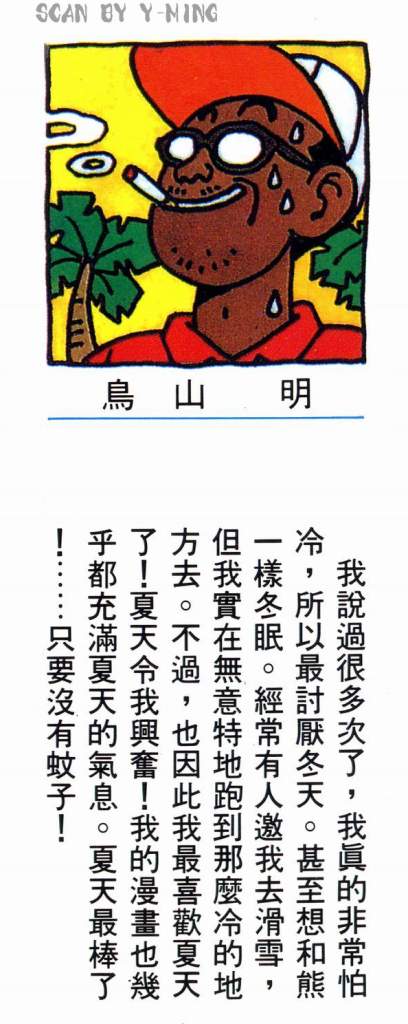 SCAN BY Y-MING
鳥山明
我說過很多次了，我眞的非常怕
冷，所以最討厭冬天。甚至想和熊
一樣冬眠。經常有人邀我去滑雪，
但我實在無意特地跑到那麼冷的地
方去。不過，也因此我最喜歡夏天
了！夏天令我興奮！我的漫畫也幾
乎都充滿夏天的氣息。夏天最棒了
！……只要沒有蚊子！